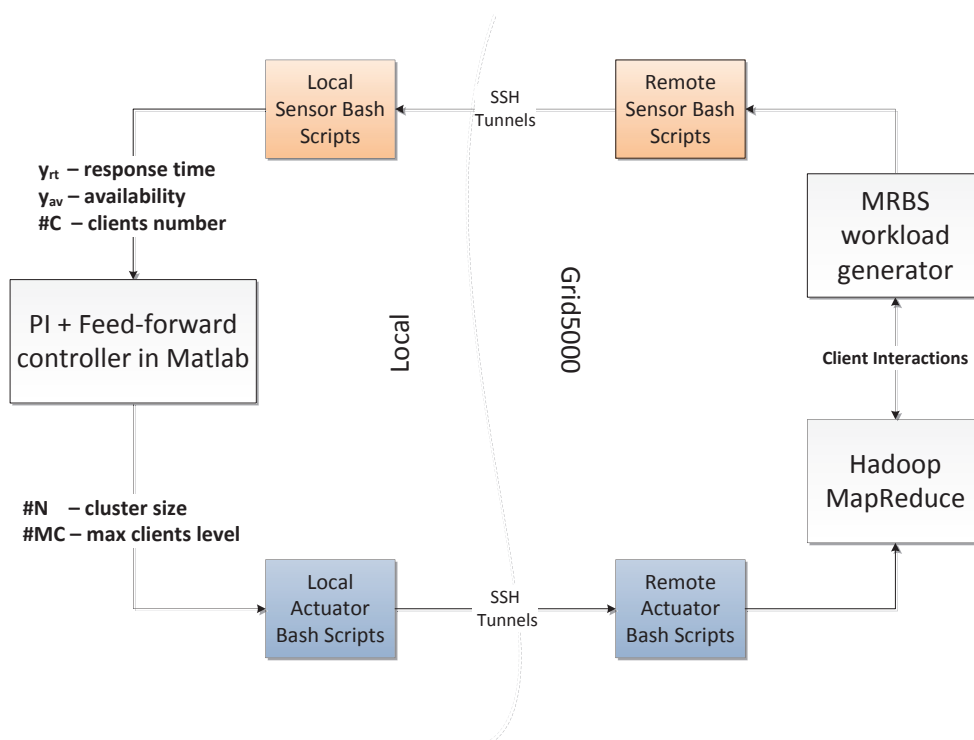 Local
Sensor Bash
Scripts
SSH
Tunnels
Remote
Sensor Bash
Scripts
yrt – response time
yav – availability
#C – clients number
MRBS
workload
generator
PI + Feed-forward
controller in Matlab
Local
Grid5000
Client Interactions
Hadoop
MapReduce
#N – cluster size
#MC – max clients level
Local
Actuator
Bash Scripts
SSH
Tunnels
Remote
Actuator
Bash Scripts